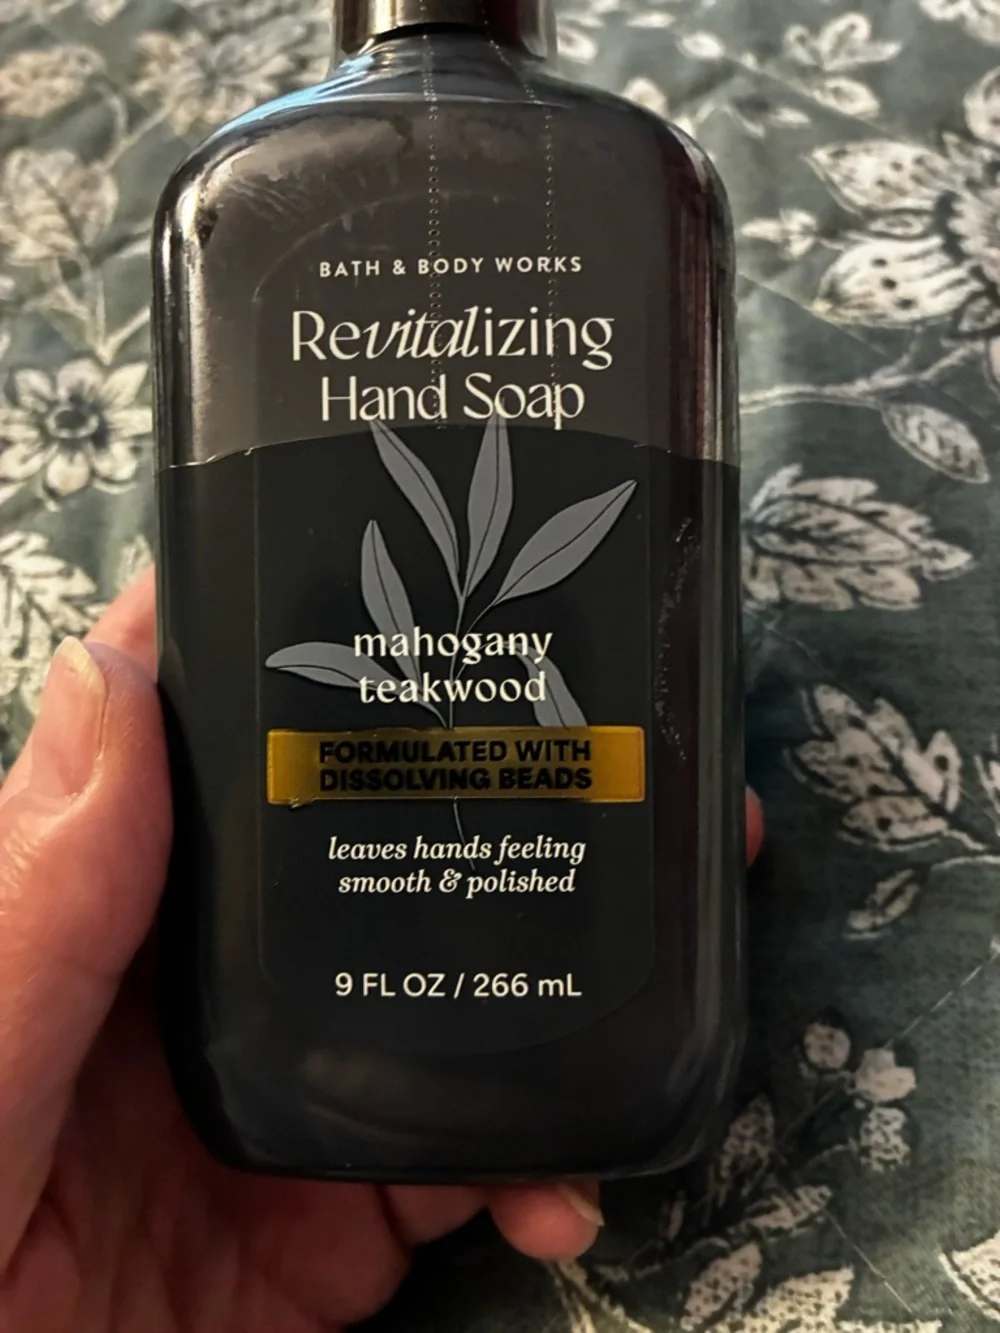 BATH & BODY WORKS
Revitalizing
Hand Soap
mahogany
teakwood
FORMULATED WITH
DISSOLVING BEADS
leaves hands feeling
smooth & polished
9 FL OZ / 266 mL